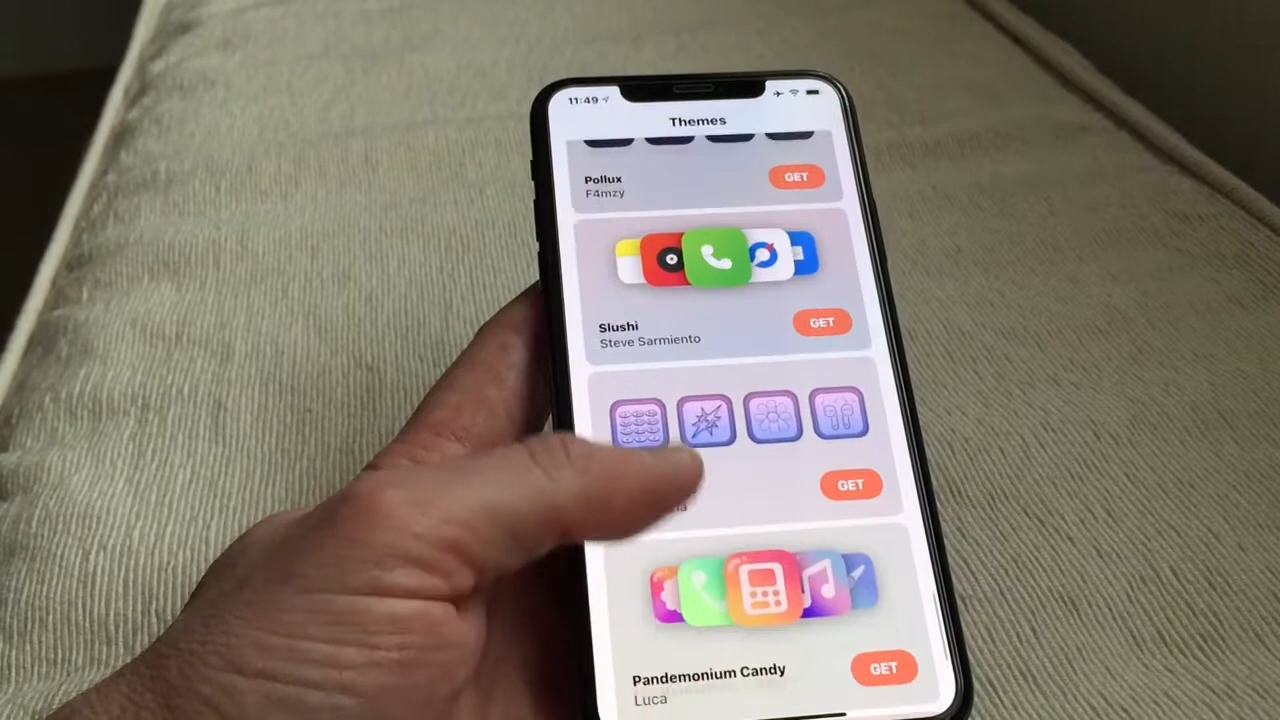 11:49
Themes
Pollux
F4mzy
GET
Slushi
Steve Sarmiento
GET
GET
Pandemonium Candy
Luca
GET